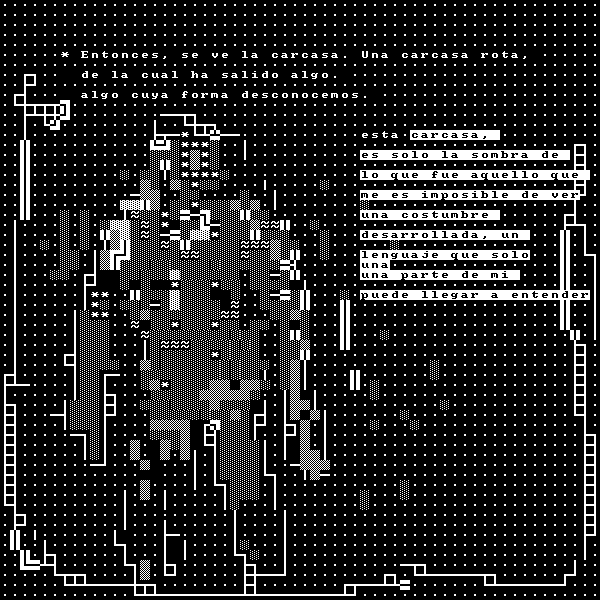 * Entonces, se ve la carcasa. Una carcasa rota,
de la cual ha salido algo.
algo cuya forma desconocemos.
esta carcasa,
es solo la sombra de
lo que fue aquello que
me es imposible de ver
una costumbre
desarrollada, un
lenguaje que solo
una
una parte de mi
puede llegar a entender